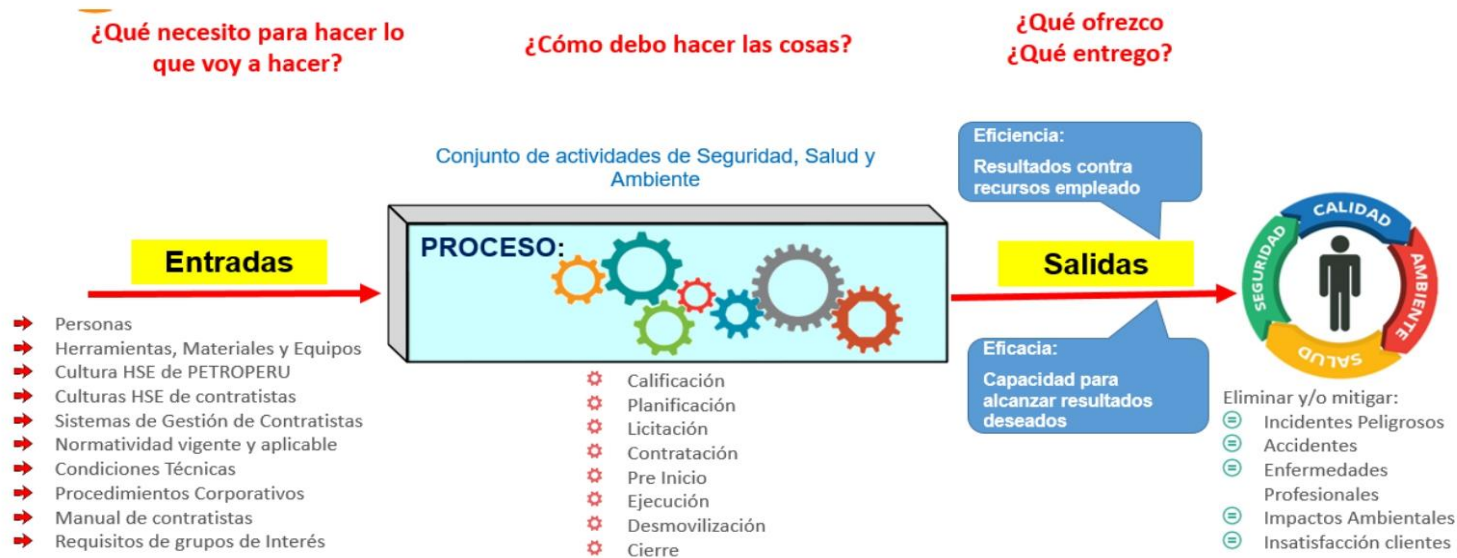 ¿Qué necesito para hacer lo
que voy a hacer?
¿Cómo debo hacer las cosas?
¿Qué ofrezco
¿Qué entrego?
Conjunto de actividades de Seguridad, Salud y
Ambiente
Entradas
Personas
Herramientas, Materiales y Equipos
Cultura HSE de PETROPERU
Culturas HSE de contratistas
Sistemas de Gestión de Contratistas
Normatividad vigente y aplicable
Condiciones Técnicas
Procedimientos Corporativos
Manual de contratistas
Requisitos de grupos de Interés
PROCESO:
Calificación
Planificación
Licitación
Contratación
Pre Inicio
Ejecución
Desmovilización
Cierre
Eficiencia:
Resultados contra
recursos empleado
Salidas
Eficacia:
Capacidad para
alcanzar resultados
deseados
CALIDAD
AMBIENTE
SALUD
SEGURIDAD
Eliminar y/o mitigar:
Incidentes Peligrosos
Accidentes
Enfermedades
Profesionales
Impactos Ambientales
Insatisfacción clientes